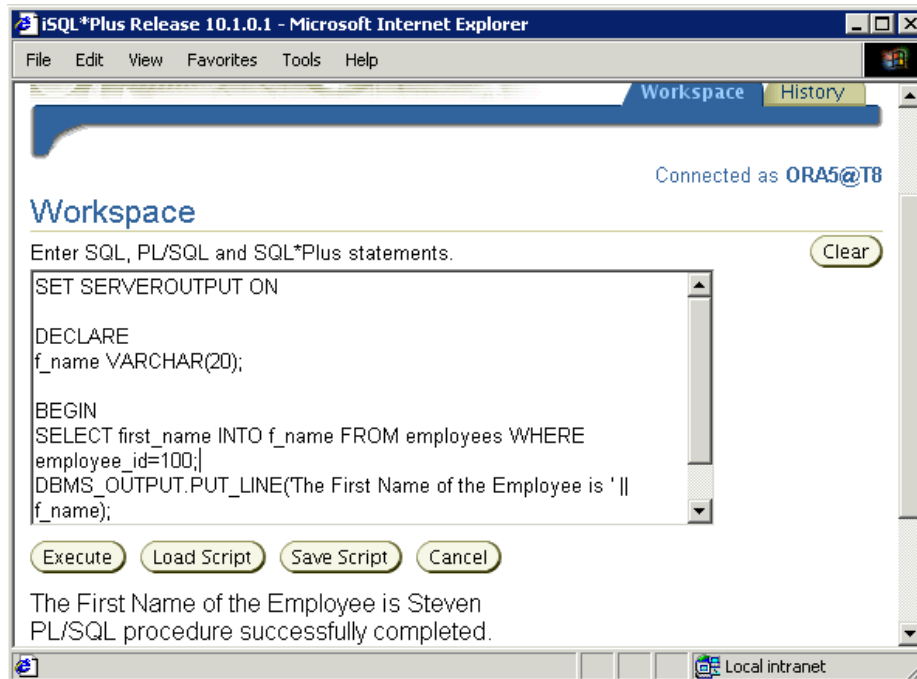 iSQL*Plus Release 10.1.0.1 - Microsoft Internet Explorer
File Edit View Favorites Tools Help
Workspace History
Connected as ORA5@T8
Workspace
Enter SQL, PL/SQL and SQL*Plus statements.
Clear
SET SERVEROUTPUT ON
DECLARE
f_name VARCHAR(20);
BEGIN
SELECT first_name INTO f_name FROM employees WHERE
employee_id=100;
DBMS_OUTPUT.PUT_LINE('The First Name of the Employee is ' ||
f_name);
Execute Load Script Save Script Cancel
The First Name of the Employee is Steven
PL/SQL procedure successfully completed.
Local intranet